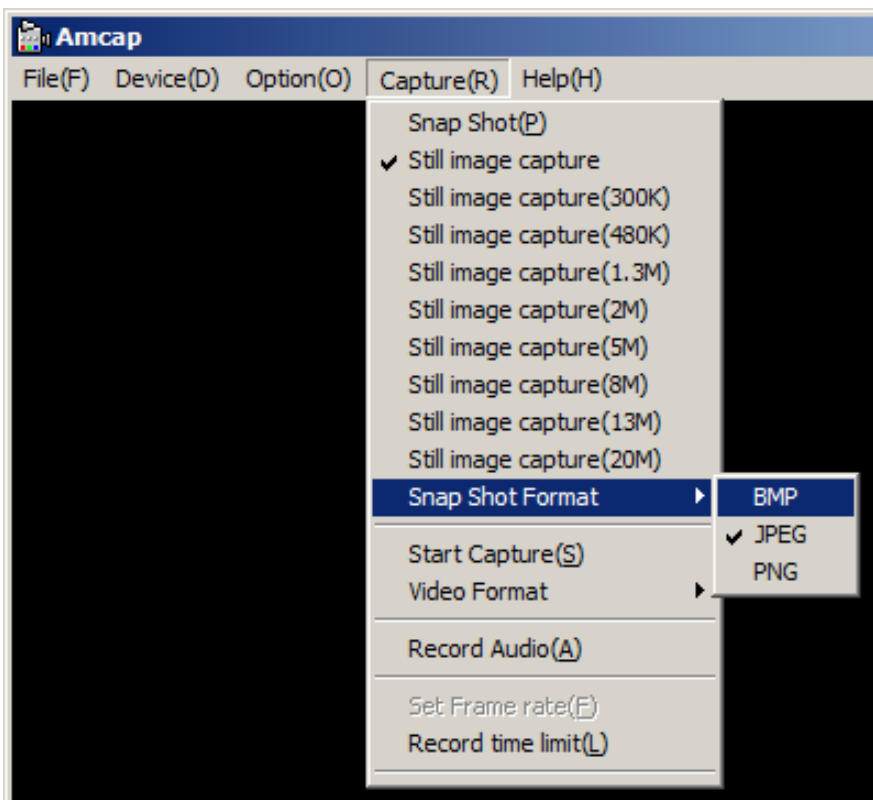 Amcap
File(F) Device(D) Option(O) Capture(R) Help(H)
Snap Shot(P)
Still image capture
Still image capture(300K)
Still image capture(480K)
Still image capture(1.3M)
Still image capture(2M)
Still image capture(5M)
Still image capture(8M)
Still image capture(13M)
Still image capture(20M)
Snap Shot Format
BMP
JPEG
PNG
Start Capture(S)
Video Format
Record Audio(A)
Set Frame rate(F)
Record time limit(L)